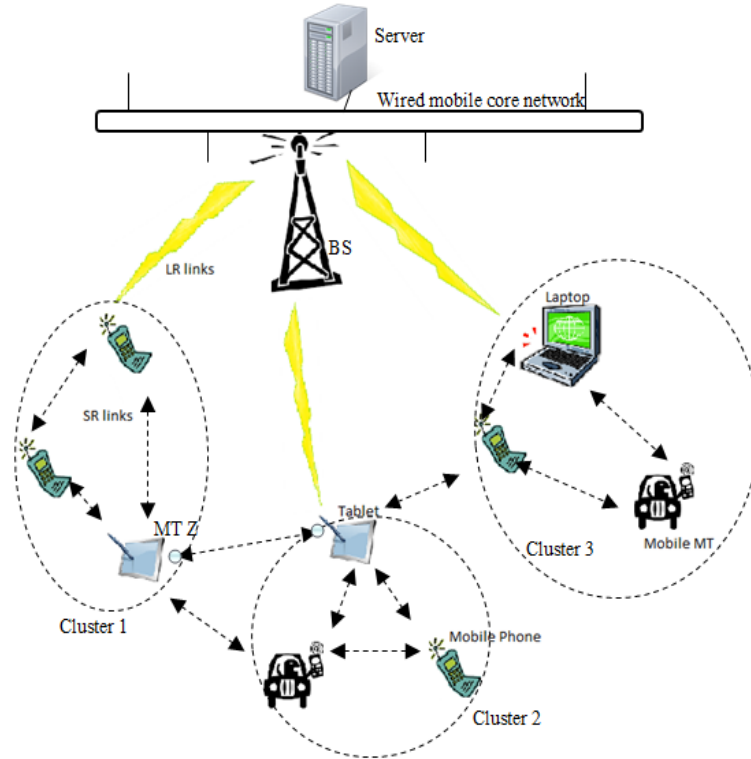 Server
Wired mobile core network
BS
LR links
Laptop
SR links
Tablet
MT Z
Mobile MT
Cluster 3
Cluster 1
Mobile Phone
Cluster 2